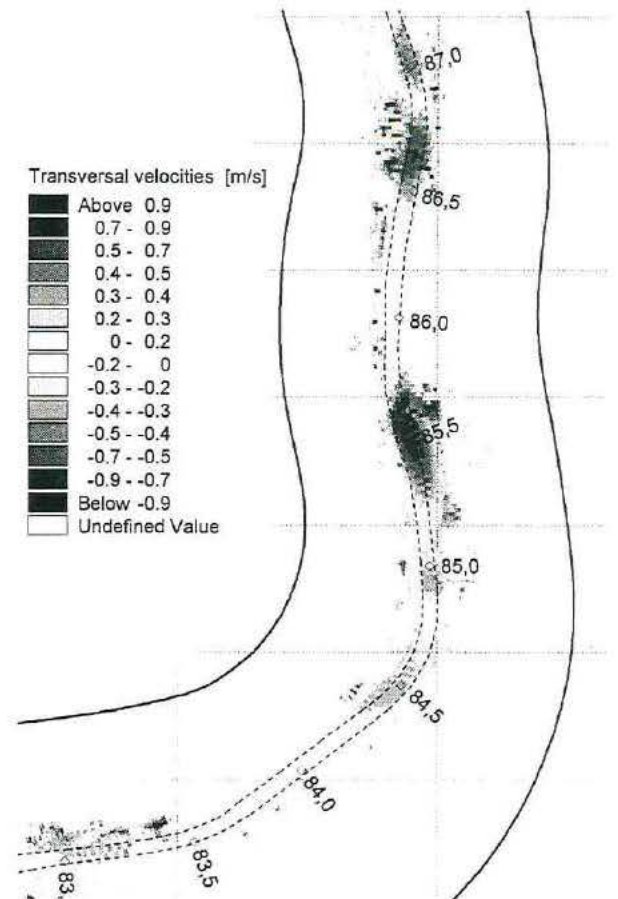 87,0
Transversal velocities [m/s]
Above 0.9
0.7 - 0.9
0.5 - 0.7
0.4 - 0.5
0.3 - 0.4
0.2 - 0.3
0 - 0.2
-0.2 - 0
-0.3 - -0.2
-0.4 - -0.3
-0.5 - -0.4
-0.7 - -0.5
-0.9 - -0.7
Below -0.9
Undefined Value
86,5
86,0
85,5
85,0
84,5
84,0
83,5
83,